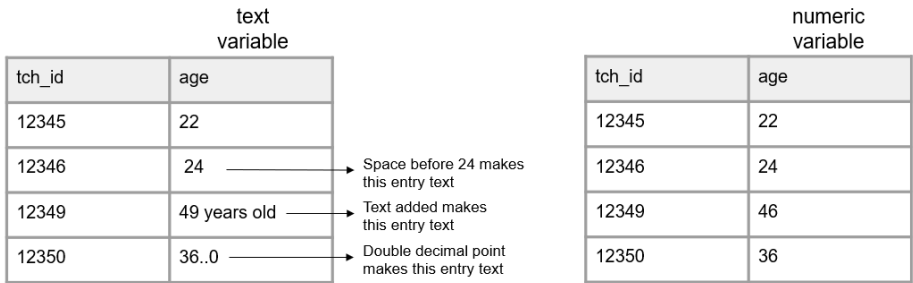 text
variable
tch_id age
12345 22
12346 24
Space before 24 makes
this entry text
12349 49 years old
Text added makes
this entry text
12350 36..0
Double decimal point
makes this entry text
numeric
variable
tch_id age
12345 22
12346 24
12349 46
12350 36